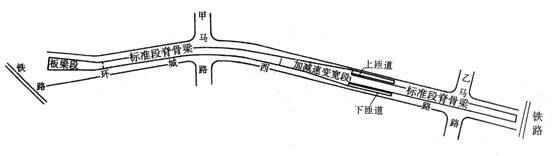 甲马路
标准段脊骨梁
板梁段
铁路
环城西路
加减速变宽段
上匝道
下匝道
标准段脊骨梁
乙马路
铁路